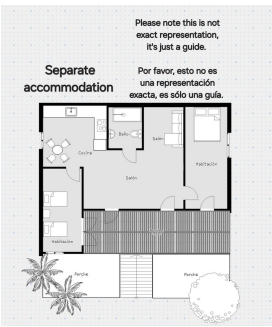 Please note this is not
exact representation,
it's just a guide.
Separate
accommodation
Por favor, esto no es
una representación
exacta, es sólo una guía.
Baño
Salón
Cocina
Habitación
Salón
Habitación
Porche
Porche